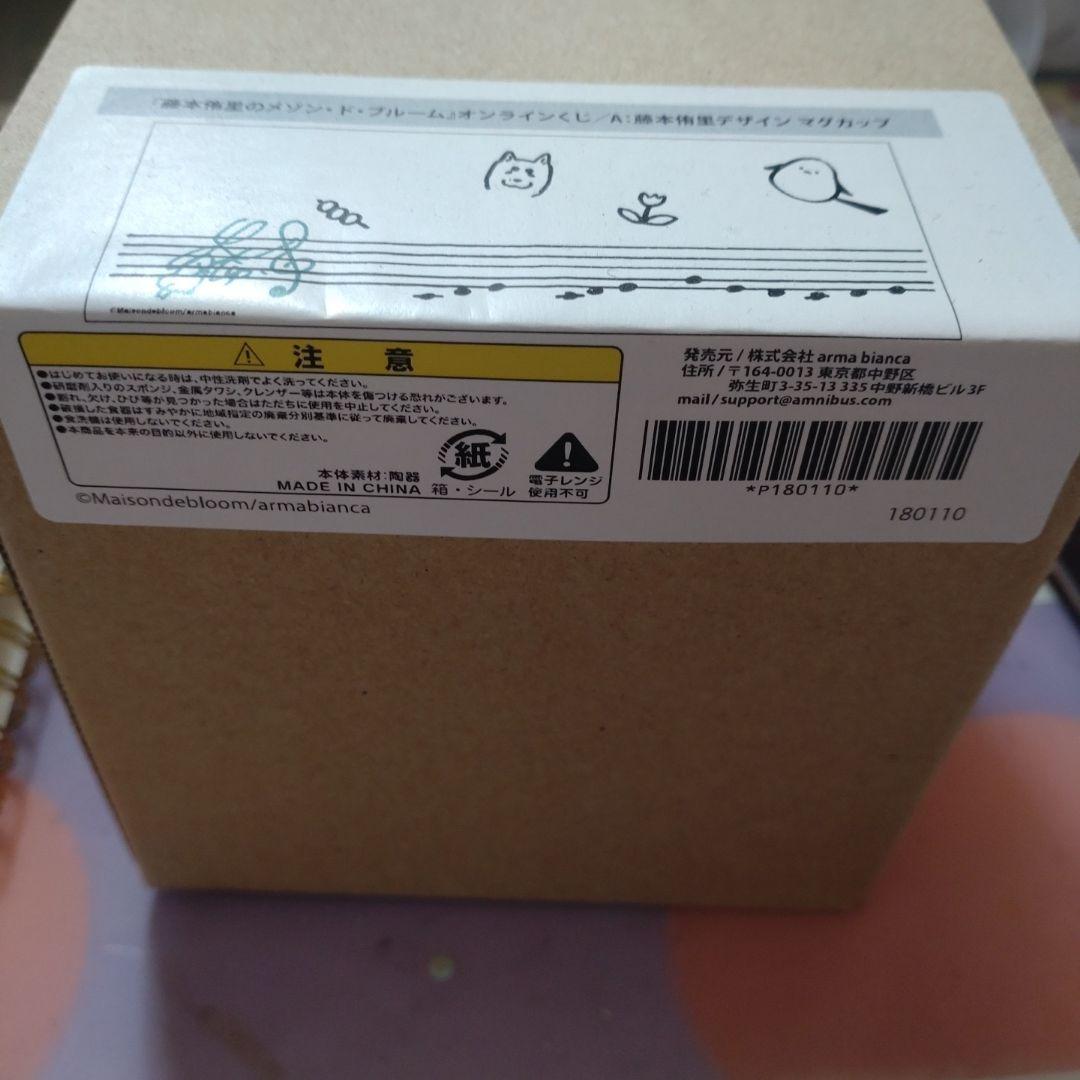 『藤本侑里のメゾン・ド・ブルーム』オンラインくじ／A：藤本侑里デザイン マグカップ
©Maisondebloom/armabianca
注 意
●はじめてお使いになる時は、中性洗剤でよく洗ってください。
●研磨剤入りのスポンジ、金属タワシ、クレンザー等は本体を傷つける恐れがございます。
●割れ、欠け、ひび等が見つかった場合はただちに使用を中止してください。
●破損した食器はすみやかに地域指定の廃棄分別基準に従って廃棄してください。
●食洗機は使用しないでください。
●本商品を本来の目的以外に使用しないでください。
本体素材：陶器
MADE IN CHINA
紙
箱・シール
電子レンジ
使用不可
©Maisondebloom/armabianca
発売元 / 株式会社 arma bianca
住所 / 〒164-0013 東京都中野区
弥生町3-35-13 335中野新橋ビル3F
mail / support@amnibus.com
*P180110*
180110